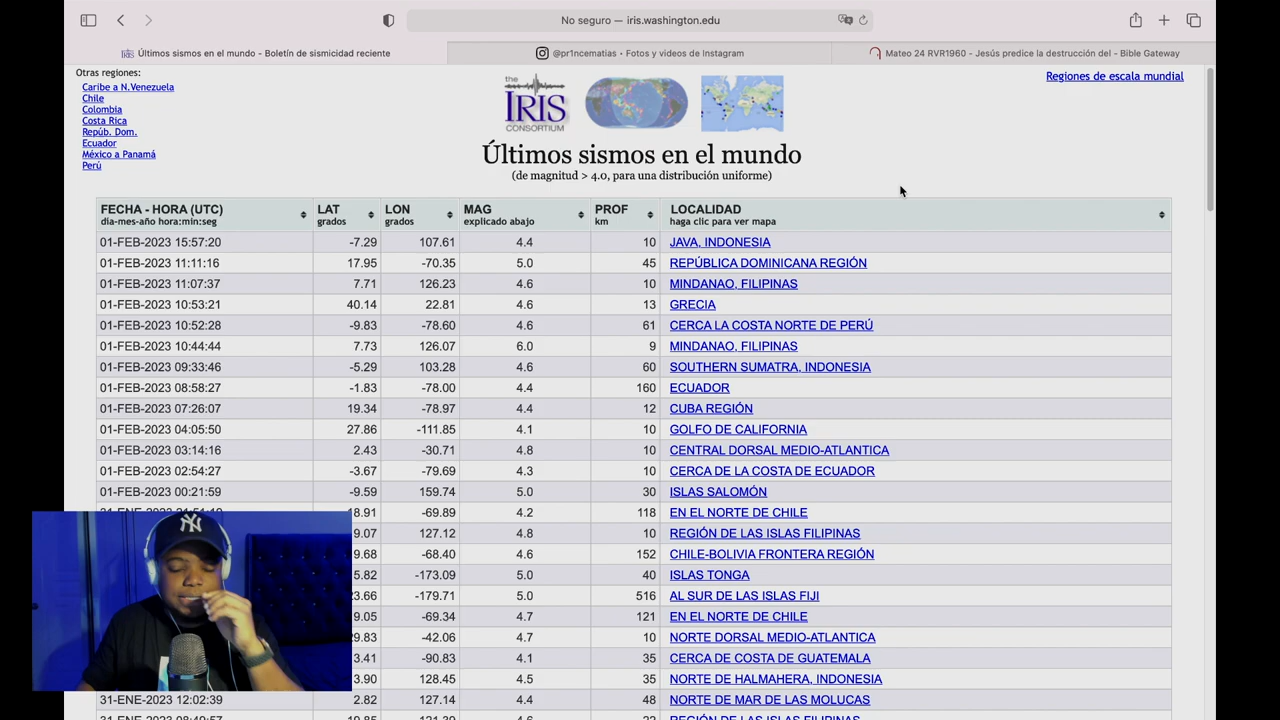 No seguro — iris.washington.edu
Últimos sismos en el mundo - Boletín de sismicidad reciente
@pr1ncematias • Fotos y videos de Instagram
Mateo 24 RVR1960 - Jesús predice la destrucción del - Bible Gateway
Otras regiones:
Caribe a N.Venezuela
Chile
Colombia
Costa Rica
Repúb. Dom.
Ecuador
México a Panamá
Perú
the
IRIS
CONSORTIUM
Regiones de escala mundial
Últimos sismos en el mundo
(de magnitud > 4.0, para una distribución uniforme)
FECHA - HORA (UTC) LAT LON MAG PROF LOCALIDAD
dia-mes-año hora:min:seg grados grados explicado abajo km haga clic para ver mapa
01-FEB-2023 15:57:20 -7.29 107.61 4.4 10 JAVA, INDONESIA
01-FEB-2023 11:11:16 17.95 -70.35 5.0 45 REPÚBLICA DOMINICANA REGIÓN
01-FEB-2023 11:07:37 7.71 126.23 4.6 10 MINDANAO, FILIPINAS
01-FEB-2023 10:53:21 40.14 22.81 4.6 13 GRECIA
01-FEB-2023 10:52:28 -9.83 -78.60 4.6 61 CERCA LA COSTA NORTE DE PERÚ
01-FEB-2023 10:44:44 7.73 126.07 6.0 9 MINDANAO, FILIPINAS
01-FEB-2023 09:33:46 -5.29 103.28 4.6 60 SOUTHERN SUMATRA, INDONESIA
01-FEB-2023 08:58:27 -1.83 -78.00 4.4 160 ECUADOR
01-FEB-2023 07:26:07 19.34 -78.97 4.4 12 CUBA REGIÓN
01-FEB-2023 04:05:50 27.86 -111.85 4.1 10 GOLFO DE CALIFORNIA
01-FEB-2023 03:14:16 2.43 -30.71 4.8 10 CENTRAL DORSAL MEDIO-ATLANTICA
01-FEB-2023 02:54:27 -3.67 -79.69 4.3 10 CERCA DE LA COSTA DE ECUADOR
01-FEB-2023 00:21:59 -9.59 159.74 5.0 30 ISLAS SALOMÓN
8.91 -69.89 4.2 118 EN EL NORTE DE CHILE
9.07 127.12 4.8 10 REGIÓN DE LAS ISLAS FILIPINAS
9.68 -68.40 4.6 152 CHILE-BOLIVIA FRONTERA REGIÓN
5.82 -173.09 5.0 40 ISLAS TONGA
3.66 -179.71 5.0 516 AL SUR DE LAS ISLAS FIJI
9.05 -69.34 4.7 121 EN EL NORTE DE CHILE
9.83 -42.06 4.7 10 NORTE DORSAL MEDIO-ATLANTICA
3.41 -90.83 4.1 35 CERCA DE COSTA DE GUATEMALA
3.90 128.45 4.5 35 NORTE DE HALMAHERA, INDONESIA
31-ENE-2023 12:02:39 2.82 127.14 4.4 48 NORTE DE MAR DE LAS MOLUCAS
REGIÓN DE LAS ISLAS FILIPINAS
NY